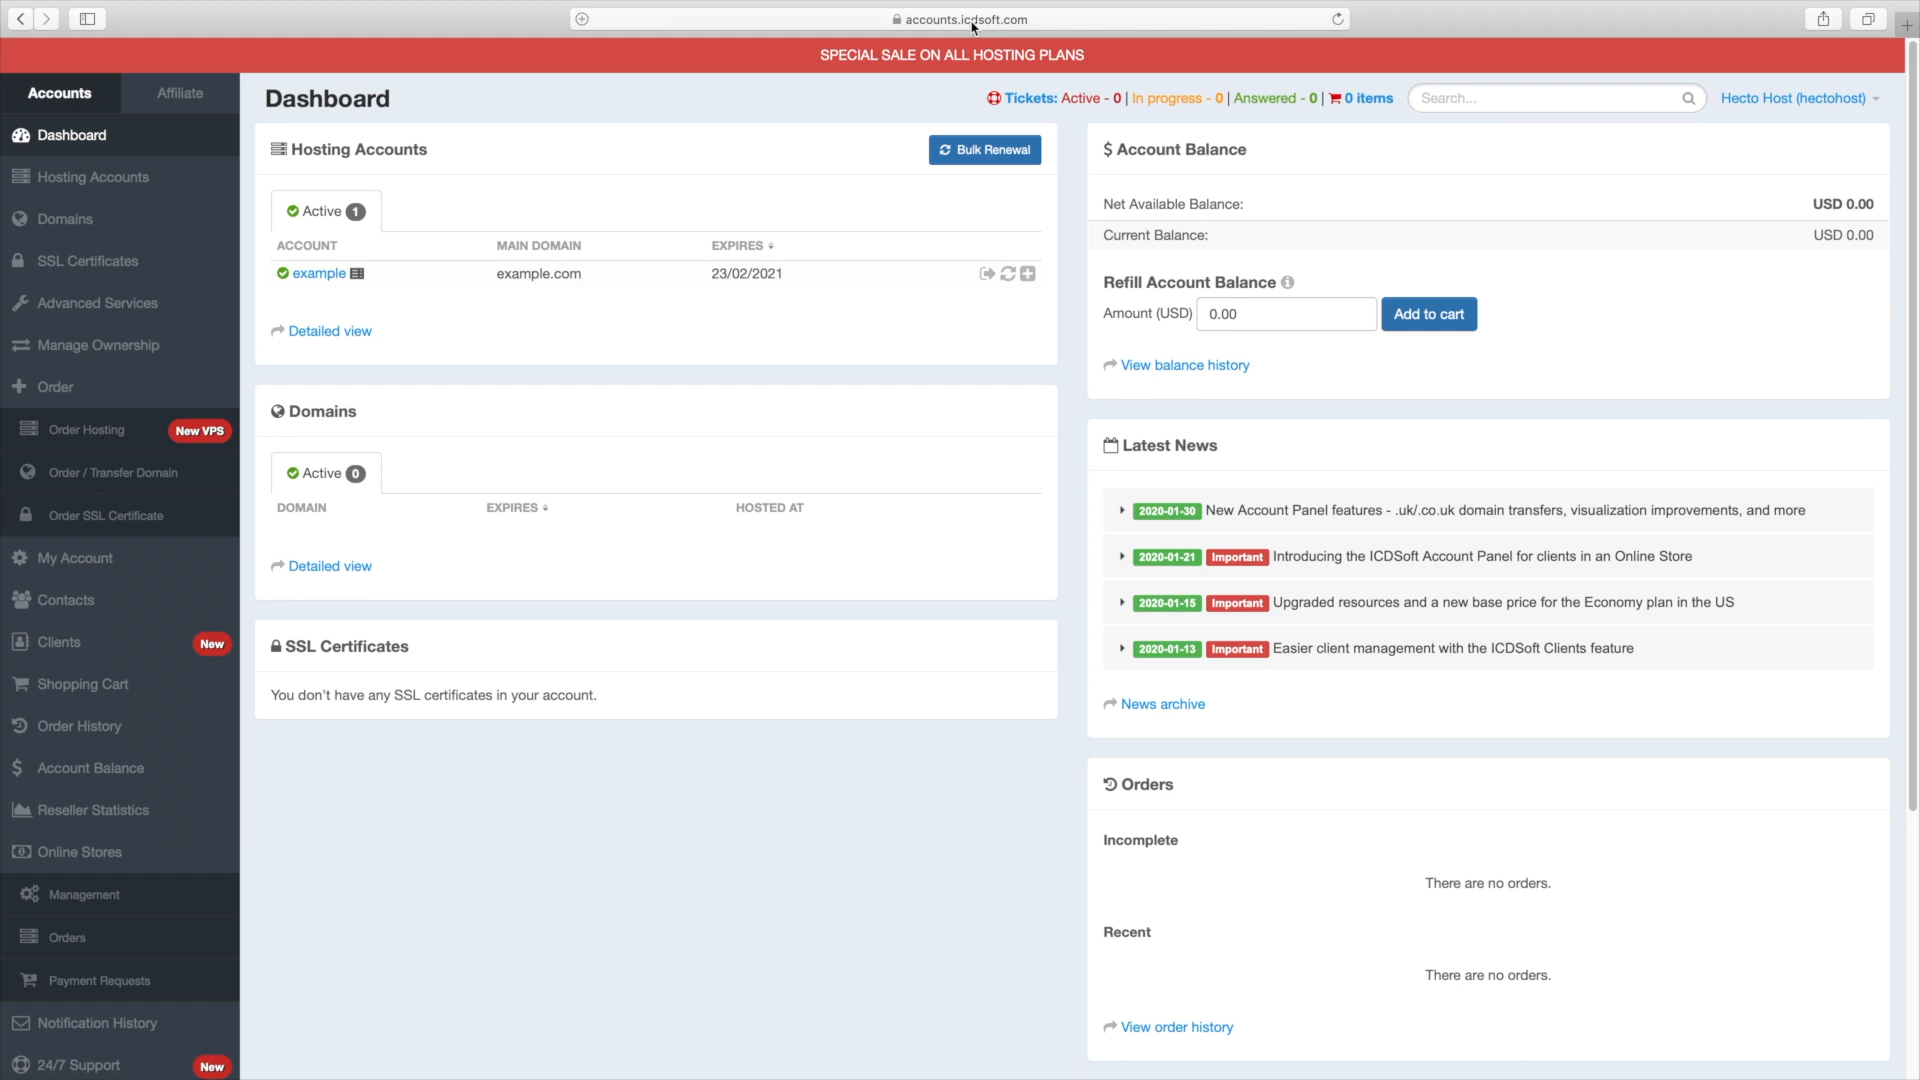 accounts.icdsoft.com
SPECIAL SALE ON ALL HOSTING PLANS
Accounts
Affiliate
Dashboard
Hosting Accounts
Domains
SSL Certificates
Advanced Services
Manage Ownership
Order
Order Hosting New VPS
Order / Transfer Domain
Order SSL Certificate
My Account
Contacts
Clients New
Shopping Cart
Order History
Account Balance
Reseller Statistics
Online Stores
Management
Orders
Payment Requests
Notification History
24/7 Support New
Dashboard
Tickets: Active - 0 | In progress - 0 | Answered - 0 | 0 items
Search...
Hecto Host (hectohost)
Hosting Accounts
Bulk Renewal
Active 1
ACCOUNT MAIN DOMAIN EXPIRES
example example.com 23/02/2021
Detailed view
Domains
Active 0
DOMAIN EXPIRES HOSTED AT
Detailed view
SSL Certificates
You don't have any SSL certificates in your account.
$ Account Balance
Net Available Balance: USD 0.00
Current Balance: USD 0.00
Refill Account Balance
Amount (USD) 0.00 Add to cart
View balance history
Latest News
2020-01-30 New Account Panel features - .uk/.co.uk domain transfers, visualization improvements, and more
2020-01-21 Important Introducing the ICDSoft Account Panel for clients in an Online Store
2020-01-15 Important Upgraded resources and a new base price for the Economy plan in the US
2020-01-13 Important Easier client management with the ICDSoft Clients feature
News archive
Orders
Incomplete
There are no orders.
Recent
There are no orders.
View order history